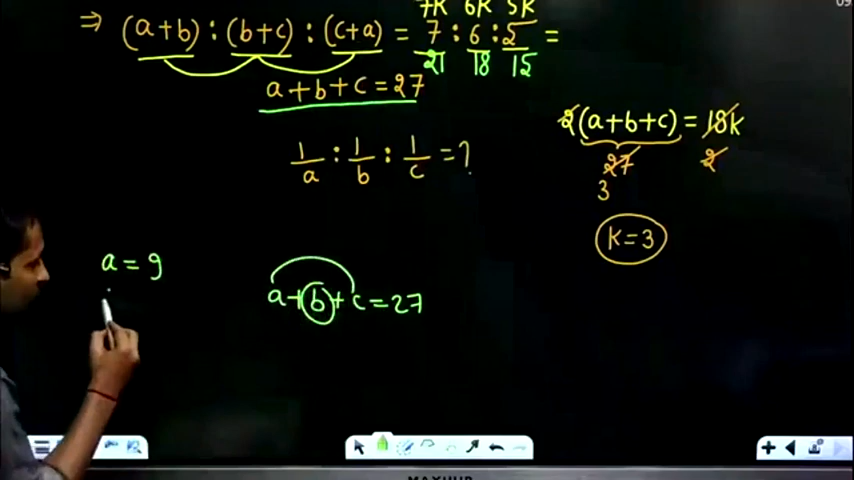 7K 6K 5K
⇒ (a+b) : (b+c) : (c+a) = 7 : 6 : 5 =
21 18 15
a+b+c = 27
2(a+b+c) = 18k
27 2
3
1/a : 1/b : 1/c = ?
K = 3
a = 9
a+b+c = 27